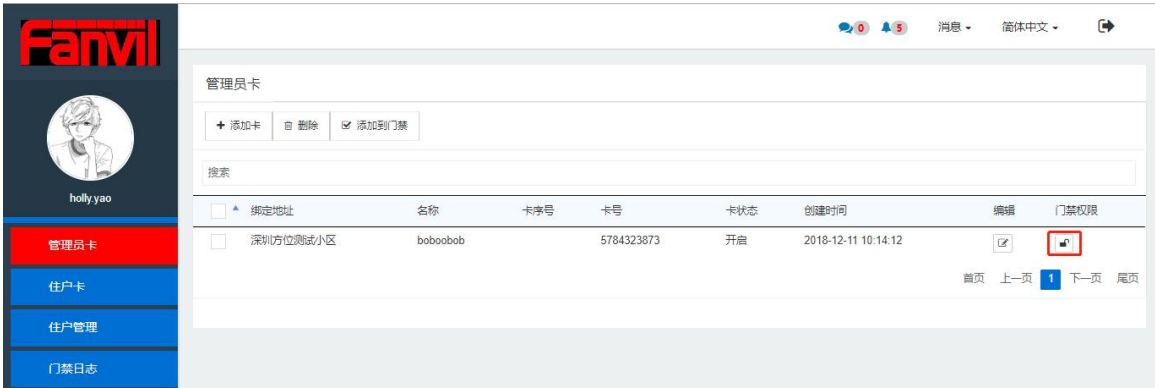 Fanvil
0 5 消息 简体中文
管理员卡
添加卡 删除 添加到门禁
搜索
holly.yao
绑定地址 名称 卡序号 卡号 卡状态 创建时间 编辑 门禁权限
深圳方位测试小区 boboobob 5784323873 开启 2018-12-11 10:14:12
首页 上一页 1 下一页 尾页
管理员卡
住户卡
住户管理
门禁日志